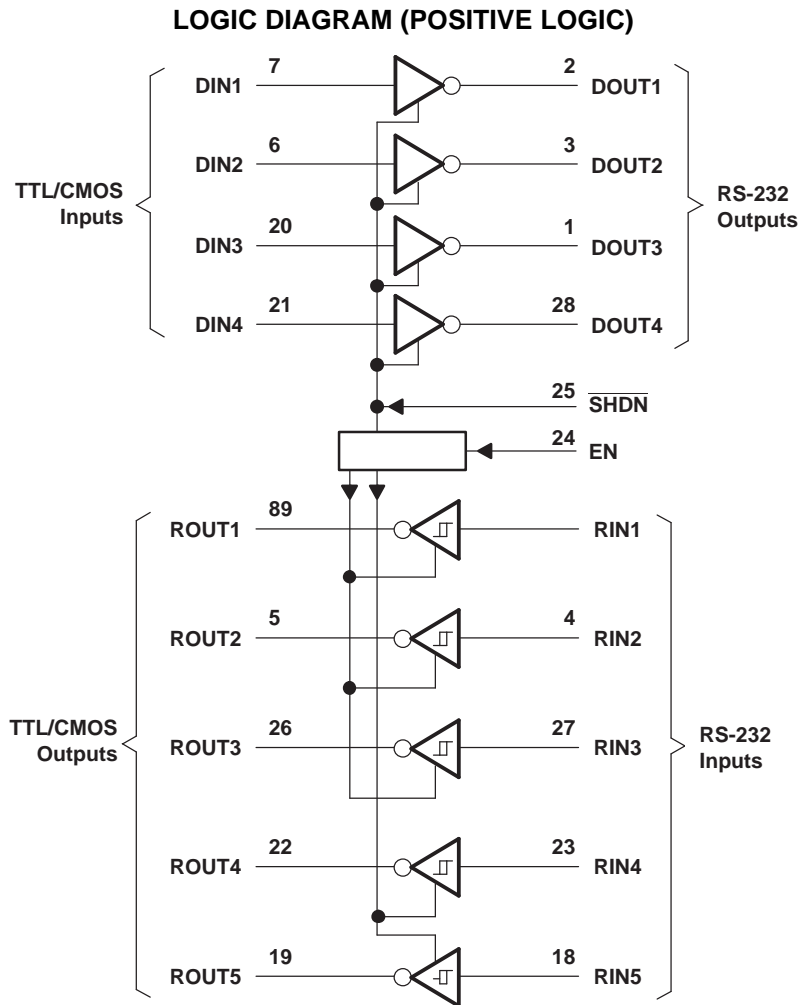 LOGIC DIAGRAM (POSITIVE LOGIC)
DIN1 7 2 DOUT1
DIN2 6 3 DOUT2
TTL/CMOS
Inputs
RS-232
Outputs
DIN3 20 1 DOUT3
DIN4 21 28 DOUT4
25 SHDN
24 EN
ROUT1 89 RIN1
ROUT2 5 4 RIN2
TTL/CMOS
Outputs
ROUT3 26 27 RIN3
RS-232
Inputs
ROUT4 22 23 RIN4
ROUT5 19 18 RIN5